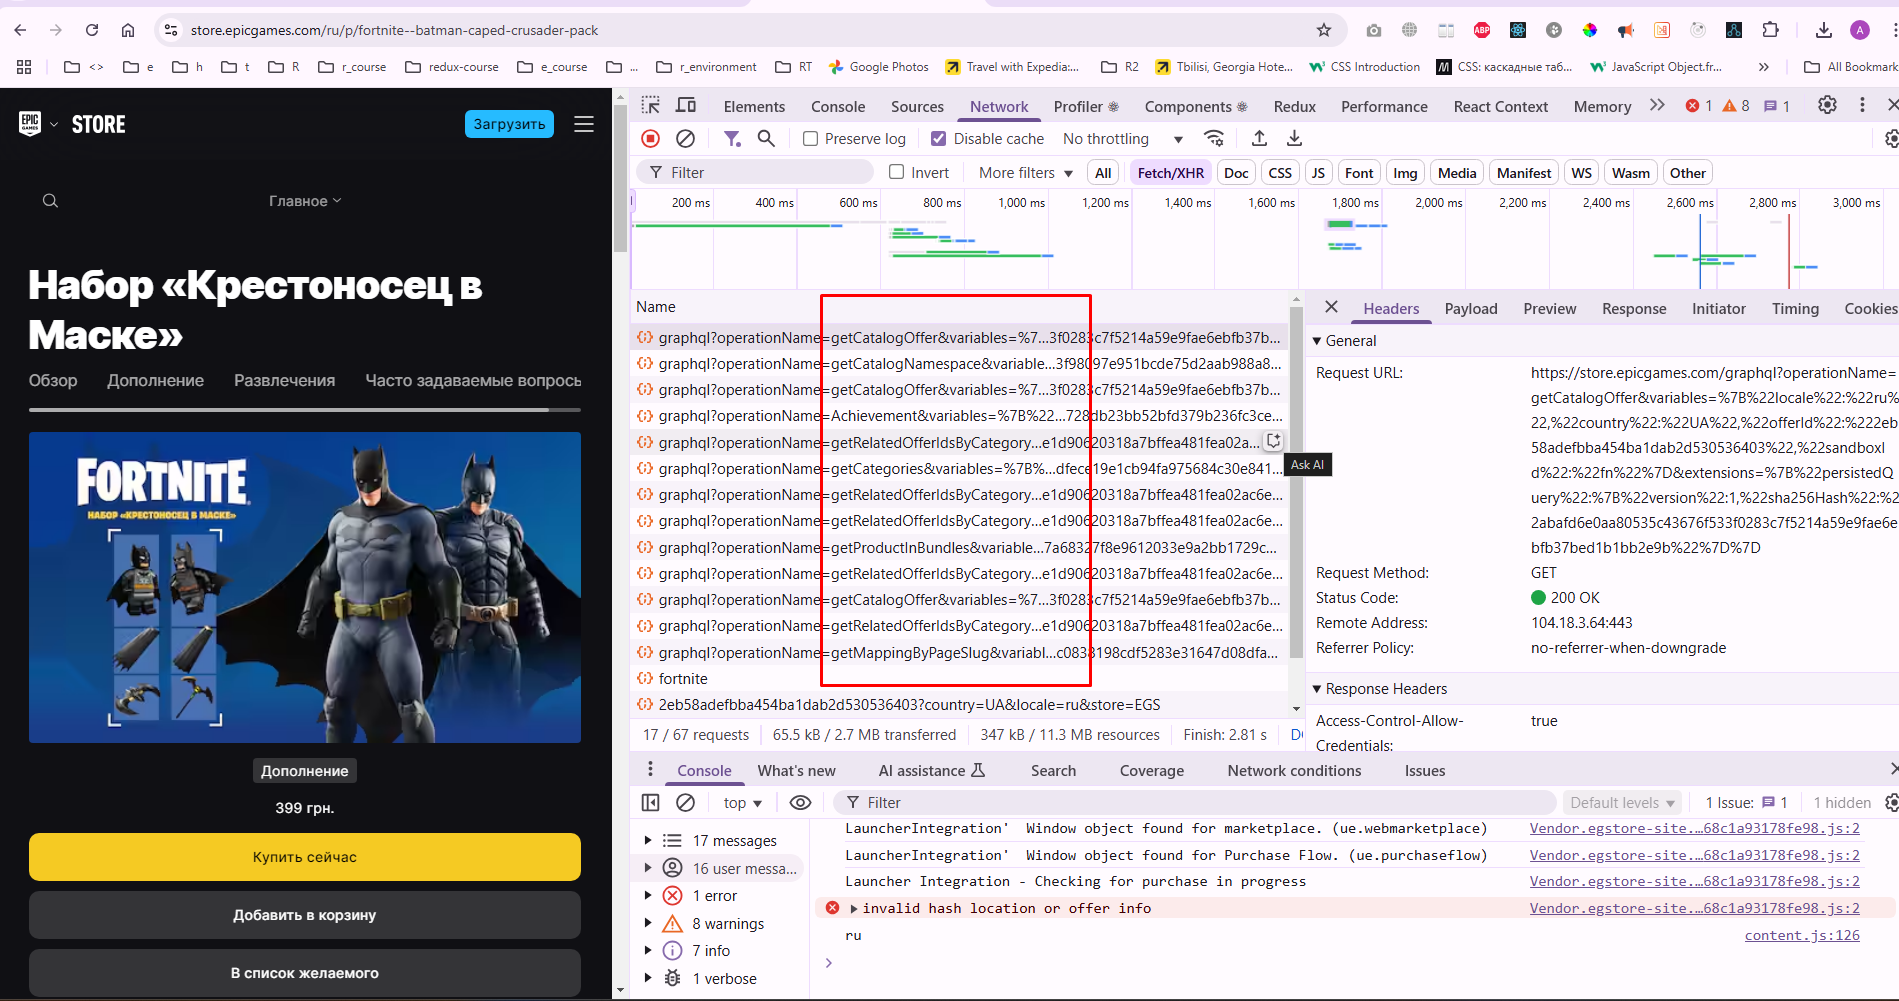 store.epicgames.com/ru/p/fortnite--batman-caped-crusader-pack
ABP
A
<> e h t R r_course redux-course e_course ... r_environment RT Google Photos Travel with Expedia:... R2 Tbilisi, Georgia Hote... CSS Introduction M CSS: каскадные таб... JavaScript Object.fr... » All Bookmark
EPIC GAMES STORE
Загрузить
Главное
Набор «Крестоносец в
Маске»
Обзор Дополнение Развлечения Часто задаваемые вопросы
FORTNITE
НАБОР «КРЕСТОНОСЕЦ В МАСКЕ»
Дополнение
399 грн.
Купить сейчас
Добавить в корзину
В список желаемого
Elements Console Sources Network Profiler Components Redux Performance React Context Memory » 1 8 1
Preserve log Disable cache No throttling
Filter Invert More filters All Fetch/XHR Doc CSS JS Font Img Media Manifest WS Wasm Other
200 ms 400 ms 600 ms 800 ms 1,000 ms 1,200 ms 1,400 ms 1,600 ms 1,800 ms 2,000 ms 2,200 ms 2,400 ms 2,600 ms 2,800 ms 3,000 ms
Name
graphql?operationName=getCatalogOffer&variables=%7...3f0283c7f5214a59e9fae6ebfb37b...
graphql?operationName=getCatalogNamespace&variable...3f98097e951bcde75d2aab988a8...
graphql?operationName=getCatalogOffer&variables=%7...3f0283c7f5214a59e9fae6ebfb37b...
graphql?operationName=Achievement&variables=%7B%22...728db23bb52bfd379b236fc3ce...
graphql?operationName=getRelatedOfferIdsByCategory...e1d90620318a7bffea481fea02a...
Ask AI
graphql?operationName=getCategories&variables=%7B%...dfece19e1cb94fa975684c30e841...
graphql?operationName=getRelatedOfferIdsByCategory...e1d90620318a7bffea481fea02ac6e...
graphql?operationName=getRelatedOfferIdsByCategory...e1d90620318a7bffea481fea02ac6e...
graphql?operationName=getProductInBundles&variable...7a68327f8e9612033e9a2bb1729c...
graphql?operationName=getRelatedOfferIdsByCategory...e1d90620318a7bffea481fea02ac6e...
graphql?operationName=getCatalogOffer&variables=%7...3f0283c7f5214a59e9fae6ebfb37b...
graphql?operationName=getRelatedOfferIdsByCategory...e1d90620318a7bffea481fea02ac6e...
graphql?operationName=getMappingByPageSlug&variabl...c0838198cdf5283e31647d08dfa...
fortnite
2eb58adefbba454ba1dab2d530536403?country=UA&locale=ru&store=EGS
17 / 67 requests 65.5 kB / 2.7 MB transferred 347 kB / 11.3 MB resources Finish: 2.81 s
Headers Payload Preview Response Initiator Timing Cookies
General
Request URL: https://store.epicgames.com/graphql?operationName=
getCatalogOffer&variables=%7B%22locale%22:%22ru%
22,%22country%22:%22UA%22,%22offerId%22:%222eb
58adefbba454ba1dab2d530536403%22,%22sandboxI
d%22:%22fn%22%7D&extensions=%7B%22persistedQ
uery%22:%7B%22version%22:1,%22sha256Hash%22:%2
2abafd6e0aa80535c43676f533f0283c7f5214a59e9fae6e
bfb37bed1b1bb2e9b%22%7D%7D
Request Method: GET
Status Code: 200 OK
Remote Address: 104.18.3.64:443
Referrer Policy: no-referrer-when-downgrade
Response Headers
Access-Control-Allow- true
Credentials:
Console What's new AI assistance Search Coverage Network conditions Issues
top Filter Default levels 1 Issue: 1 1 hidden
17 messages
16 user messa...
1 error
8 warnings
7 info
1 verbose
LauncherIntegration' Window object found for marketplace. (ue.webmarketplace) Vendor.egstore-site.…68c1a93178fe98.js:2
LauncherIntegration' Window object found for Purchase Flow. (ue.purchaseflow) Vendor.egstore-site.…68c1a93178fe98.js:2
Launcher Integration - Checking for purchase in progress Vendor.egstore-site.…68c1a93178fe98.js:2
invalid hash location or offer info Vendor.egstore-site.…68c1a93178fe98.js:2
ru content.js:126